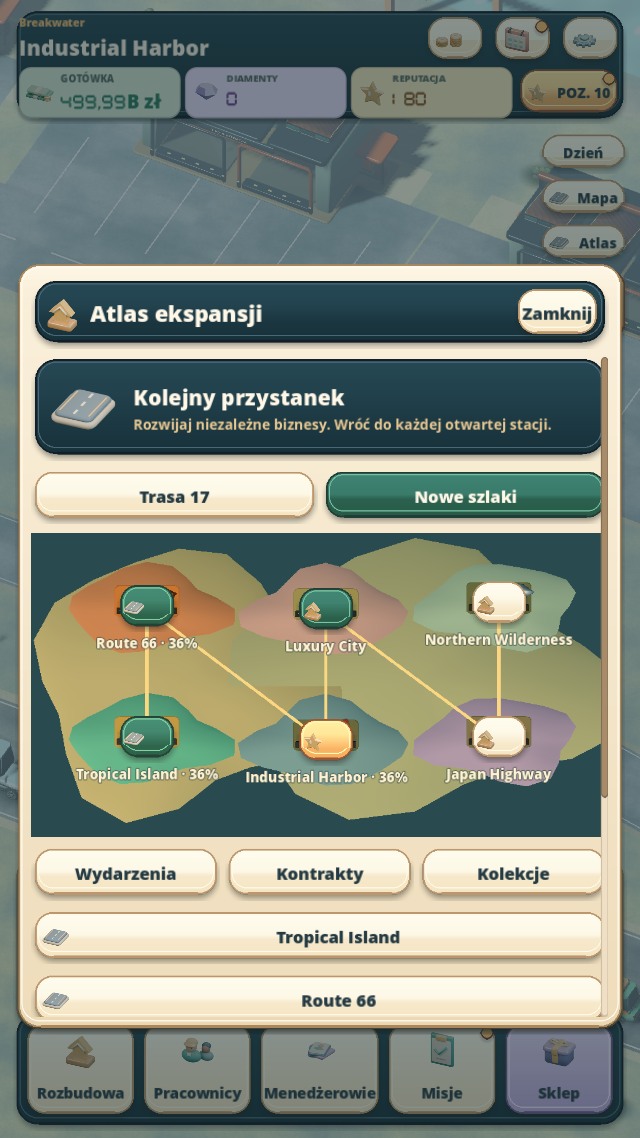 Breakwater
Industrial Harbor
GOTÓWKA
499,99B zł
DIAMENTY
0
REPUTACJA
180
POZ. 10
Dzień
Mapa
Atlas
Atlas ekspansji
Zamknij
Kolejny przystanek
Rozwijaj niezależne biznesy. Wróć do każdej otwartej stacji.
Trasa 17
Nowe szlaki
Route 66 · 36%
Luxury City
Northern Wilderness
Tropical Island · 36%
Industrial Harbor · 36%
Japan Highway
Wydarzenia
Kontrakty
Kolekcje
Tropical Island
Route 66
Rozbudowa
Pracownicy
Menedżerowie
Misje
Sklep